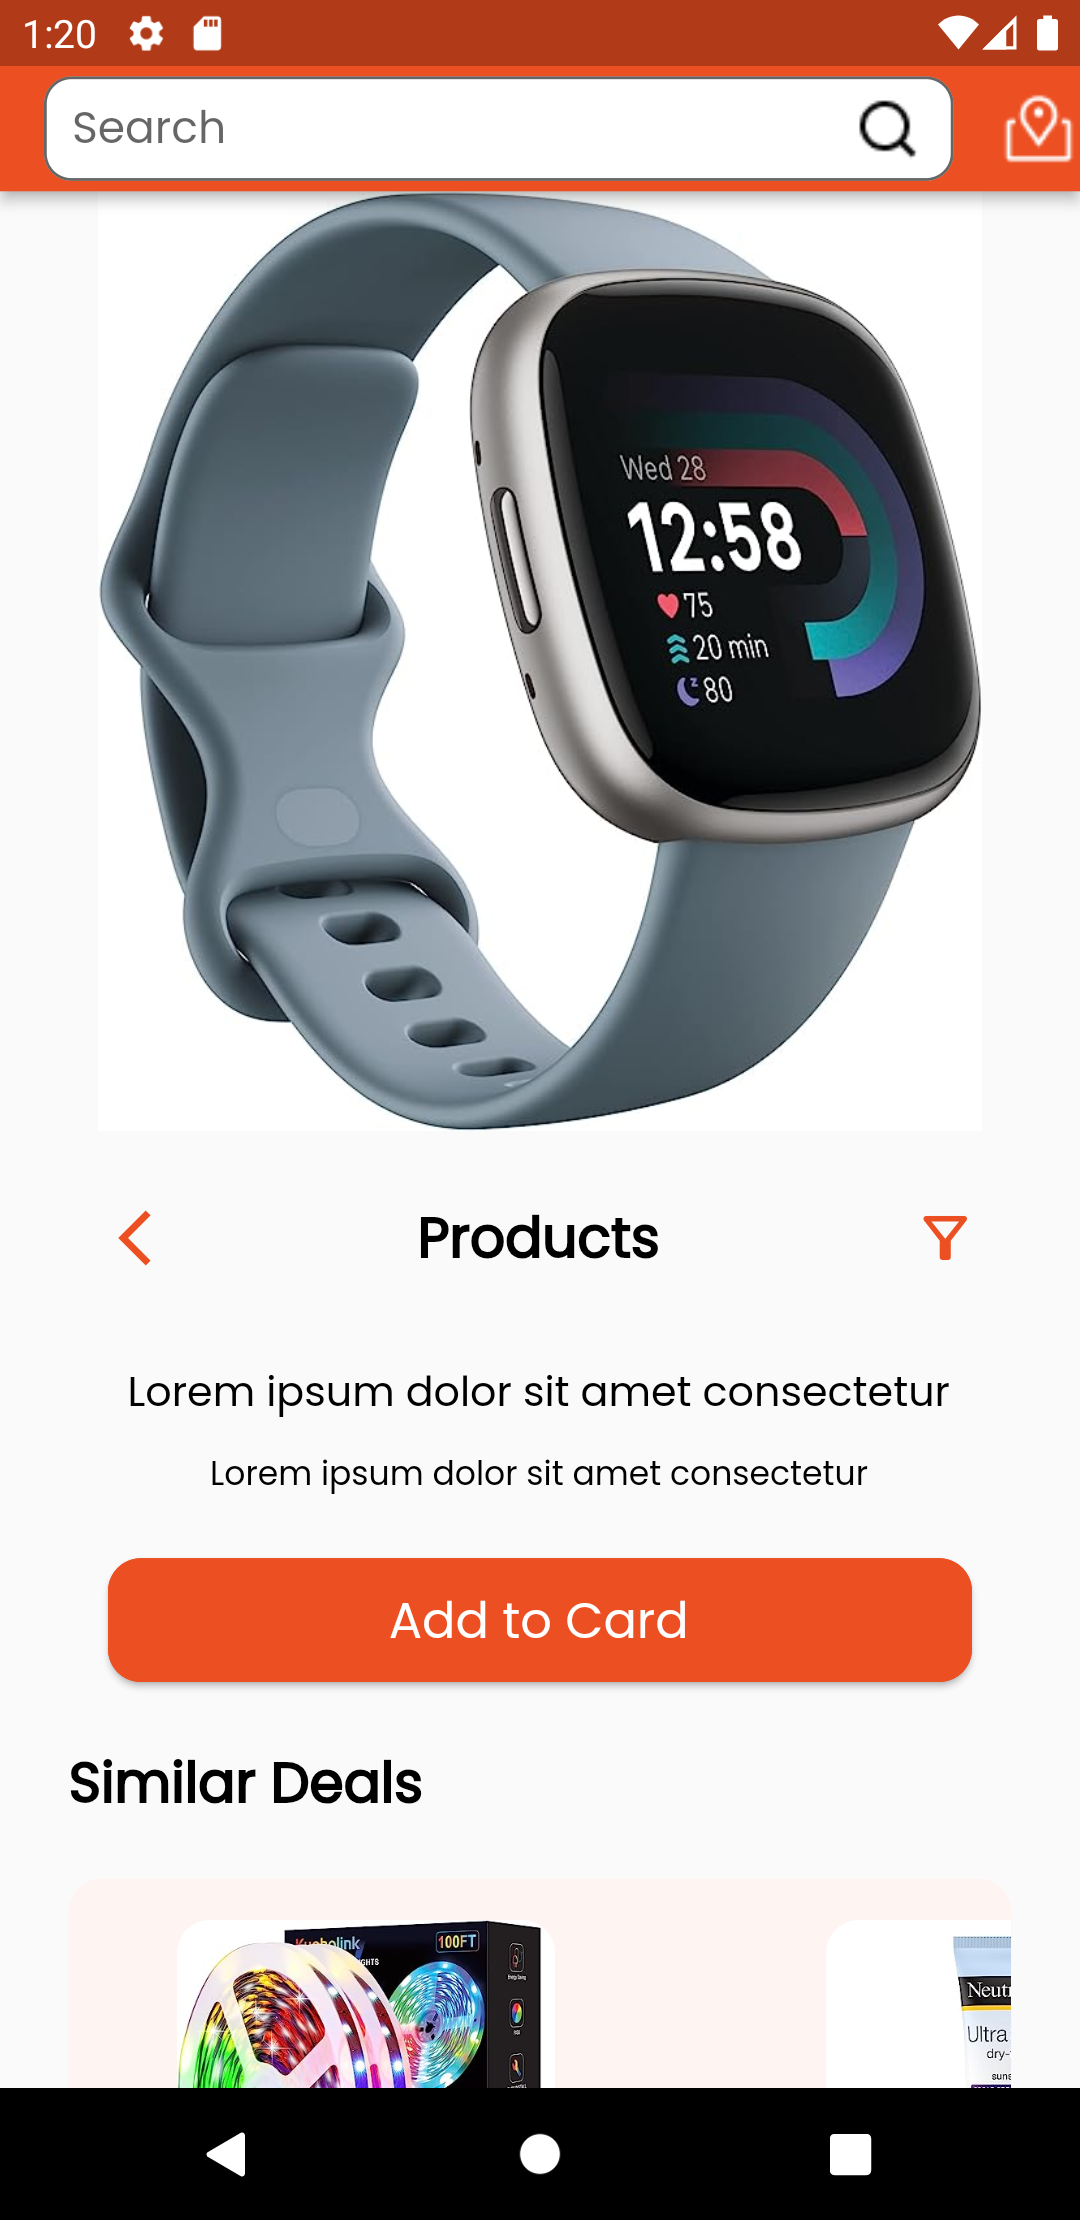 1:20
Search
Wed 28
12:58
75
20 min
80
Products
Lorem ipsum dolor sit amet consectetur
Lorem ipsum dolor sit amet consectetur
Add to Card
Similar Deals
100FT
Neutr
Ultra
dry-
suns